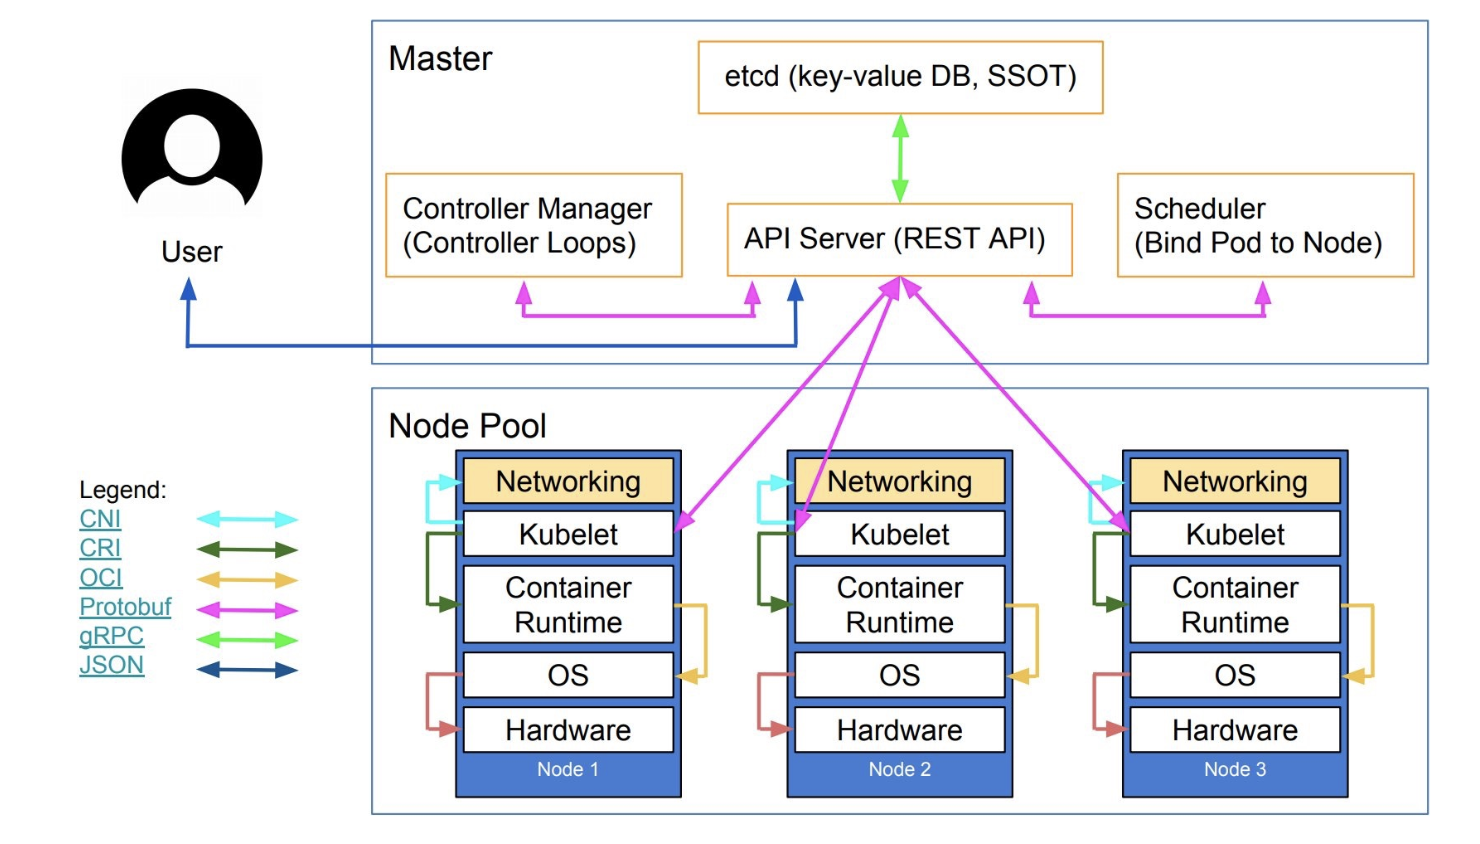 Master
etcd (key-value DB, SSOT)
Controller Manager
(Controller Loops)
API Server (REST API)
Scheduler
(Bind Pod to Node)
User
Node Pool
Networking
Kubelet
Container
Runtime
OS
Hardware
Node 1
Networking
Kubelet
Container
Runtime
OS
Hardware
Node 2
Networking
Kubelet
Container
Runtime
OS
Hardware
Node 3
Legend:
CNI
CRI
OCI
Protobuf
gRPC
JSON